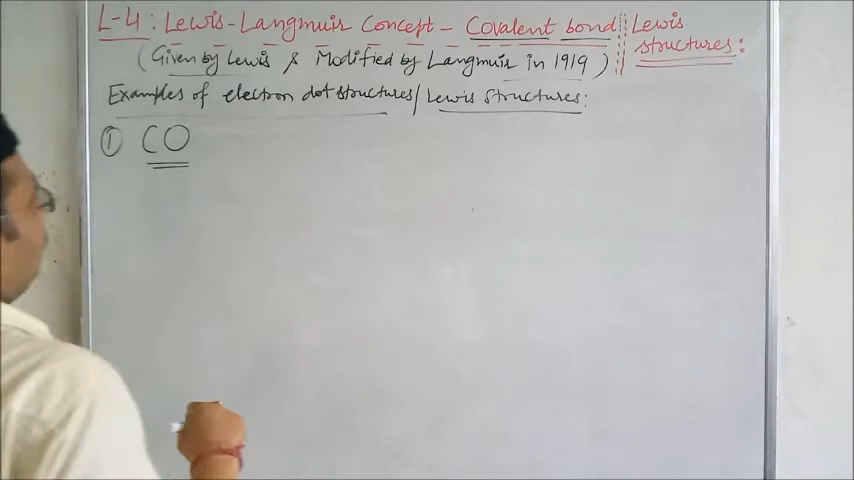 L-4: Lewis-Langmuir Concept - Covalent bond
Lewis structures:
(Given by Lewis & Modified by Langmuir in 1919)
Examples of electron dot structures/Lewis structures:
① CO